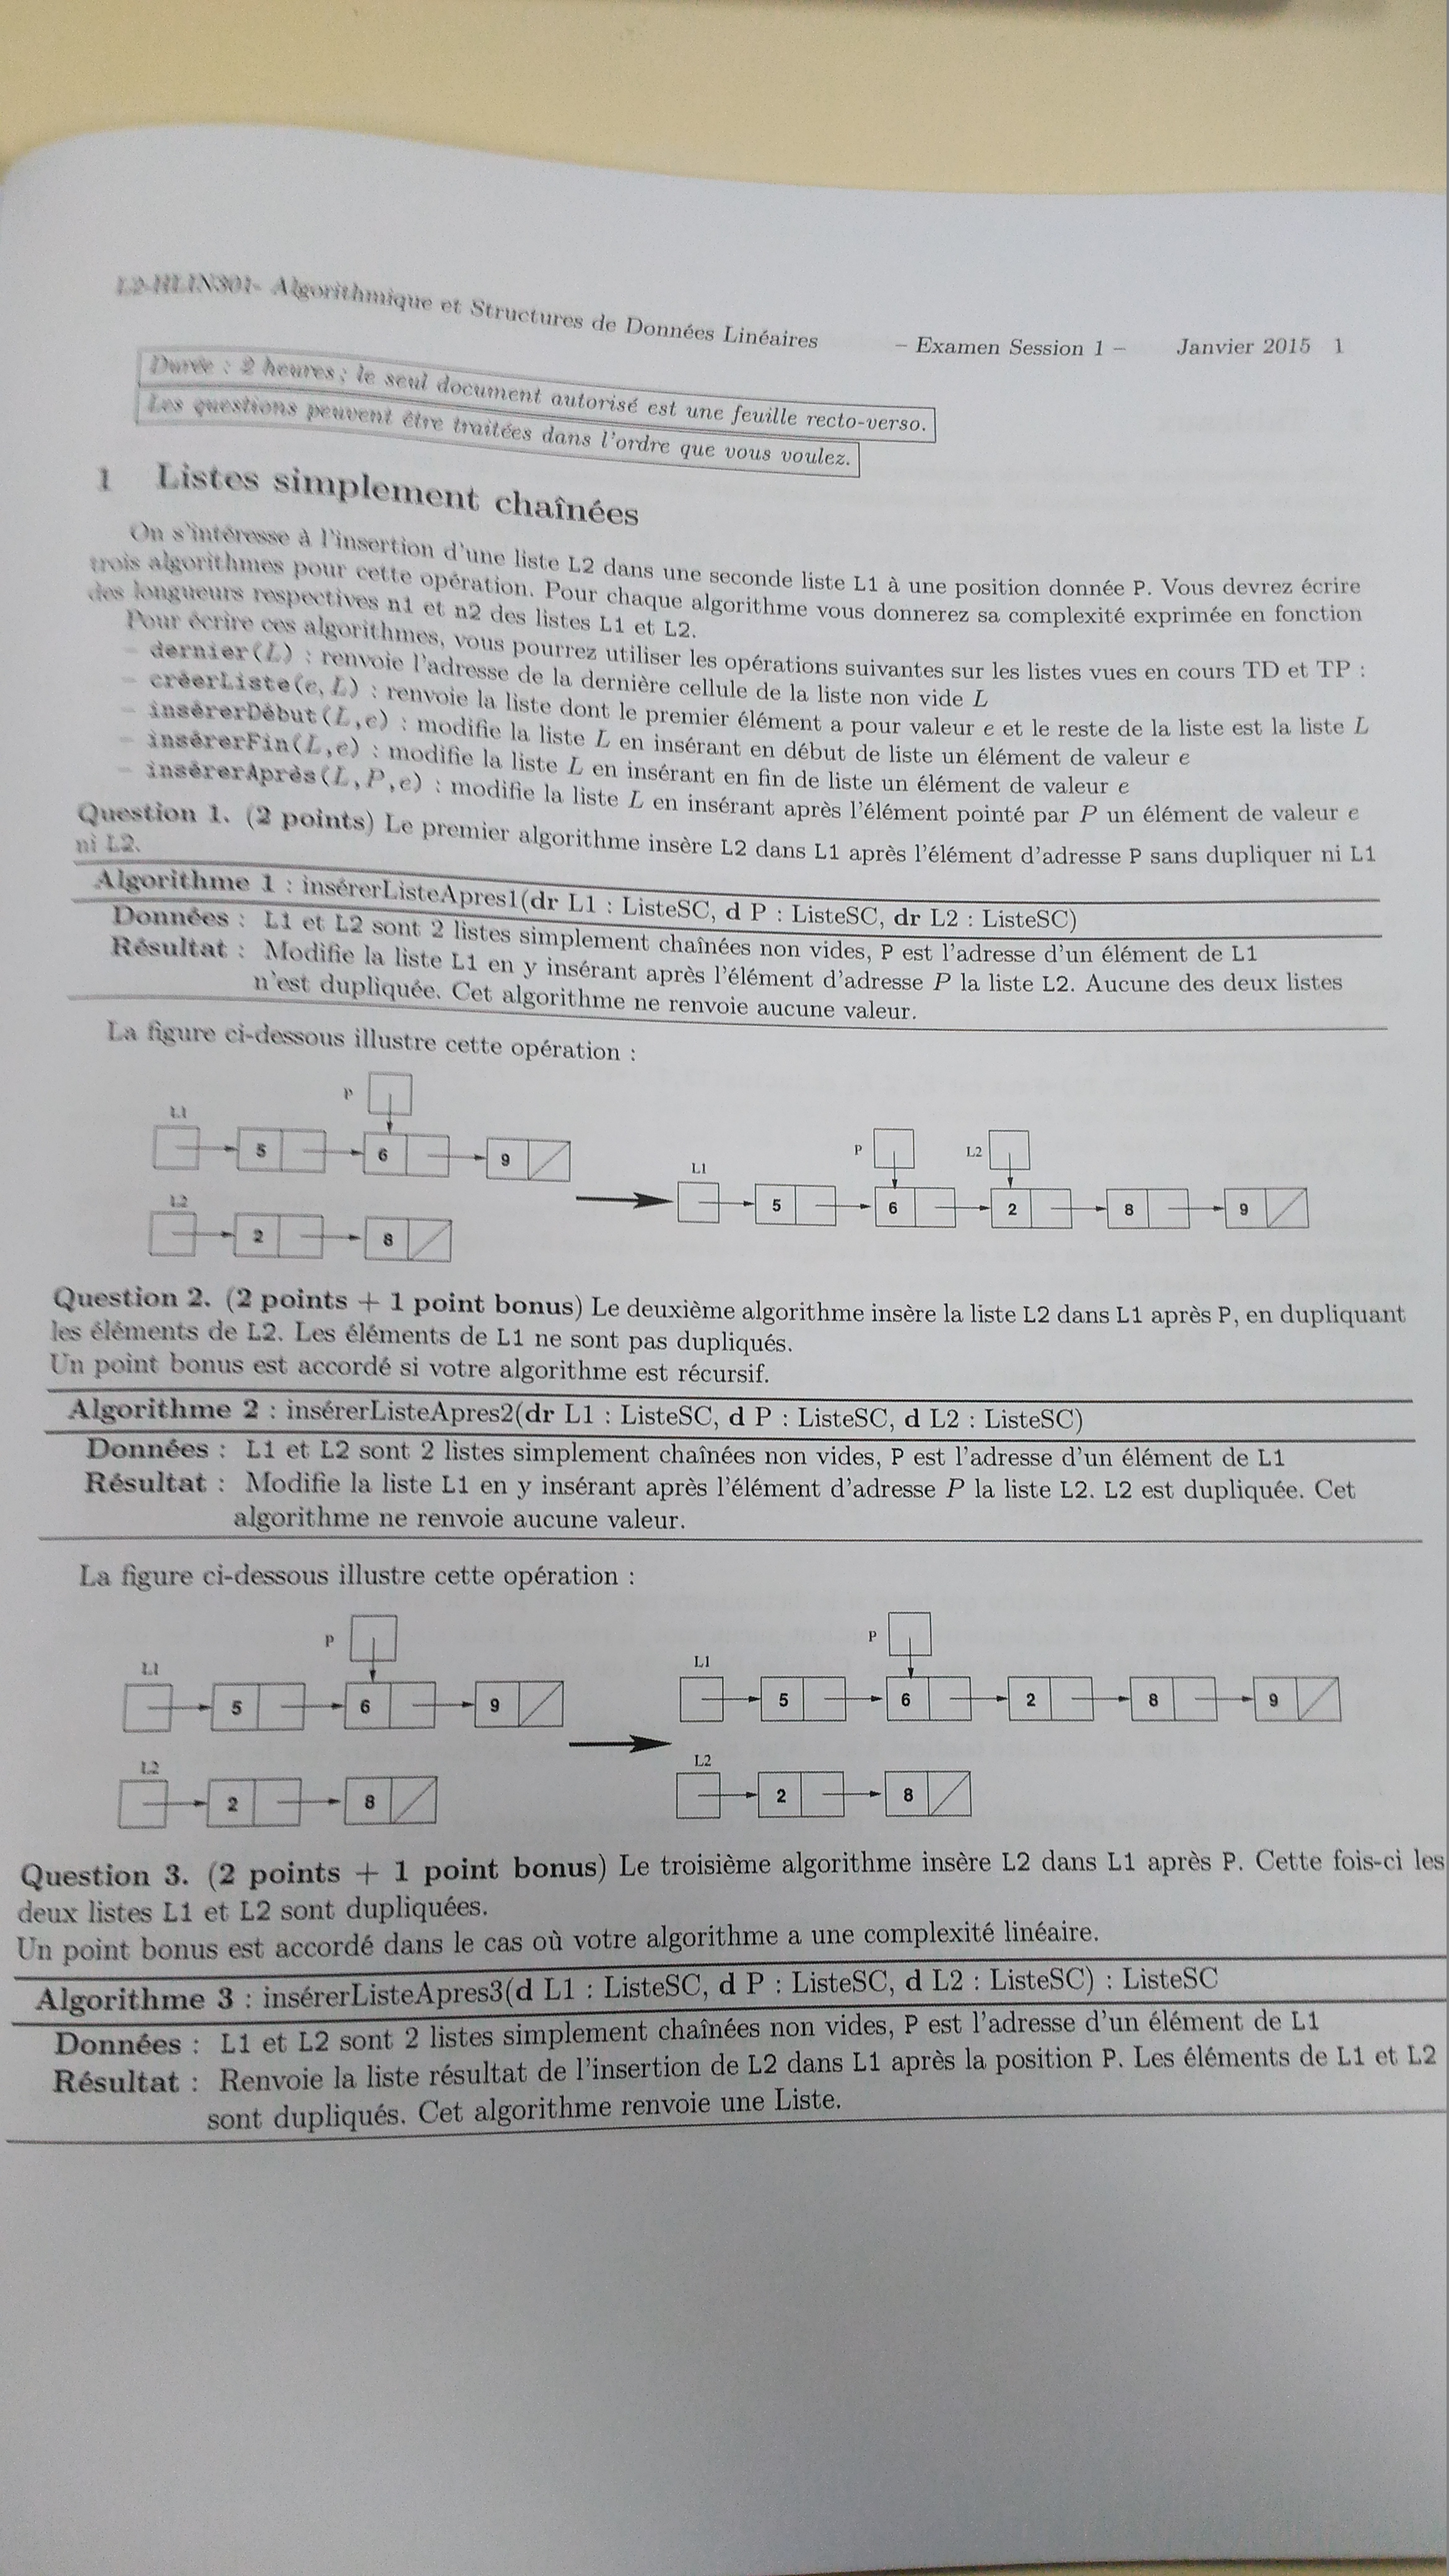 L2-HLIN301- Algorithmique et Structures de Données Linéaires – Examen Session 1 – Janvier 2015 1
Durée : 2 heures ; le seul document autorisé est une feuille recto-verso.
Les questions peuvent être traitées dans l'ordre que vous voulez.
1 Listes simplement chaînées
On s'intéresse à l'insertion d'une liste L2 dans une seconde liste L1 à une position donnée P. Vous devrez écrire
trois algorithmes pour cette opération. Pour chaque algorithme vous donnerez sa complexité exprimée en fonction
des longueurs respectives n1 et n2 des listes L1 et L2.
Pour écrire ces algorithmes, vous pourrez utiliser les opérations suivantes sur les listes vues en cours TD et TP :
– dernier(L) : renvoie l'adresse de la dernière cellule de la liste non vide L
– créerListe(e, L) : renvoie la liste dont le premier élément a pour valeur e et le reste de la liste est la liste L
– insérerDébut(L,e) : modifie la liste L en insérant en début de liste un élément de valeur e
– insérerFin(L,e) : modifie la liste L en insérant en fin de liste un élément de valeur e
– insérerAprès(L,P,e) : modifie la liste L en insérant après l'élément pointé par P un élément de valeur e
Question 1. (2 points) Le premier algorithme insère L2 dans L1 après l'élément d'adresse P sans dupliquer ni L1
ni L2.
Algorithme 1 : insérerListeApres1(dr L1 : ListeSC, d P : ListeSC, dr L2 : ListeSC)
Données : L1 et L2 sont 2 listes simplement chaînées non vides, P est l'adresse d'un élément de L1
Résultat : Modifie la liste L1 en y insérant après l'élément d'adresse P la liste L2. Aucune des deux listes
n'est dupliquée. Cet algorithme ne renvoie aucune valeur.
La figure ci-dessous illustre cette opération :
P
L1
5 6 9
L2
2 8
P L2
L1
5 6 2 8 9
Question 2. (2 points + 1 point bonus) Le deuxième algorithme insère la liste L2 dans L1 après P, en dupliquant
les éléments de L2. Les éléments de L1 ne sont pas dupliqués.
Un point bonus est accordé si votre algorithme est récursif.
Algorithme 2 : insérerListeApres2(dr L1 : ListeSC, d P : ListeSC, d L2 : ListeSC)
Données : L1 et L2 sont 2 listes simplement chaînées non vides, P est l'adresse d'un élément de L1
Résultat : Modifie la liste L1 en y insérant après l'élément d'adresse P la liste L2. L2 est dupliquée. Cet
algorithme ne renvoie aucune valeur.
La figure ci-dessous illustre cette opération :
P
L1
5 6 9
L2
2 8
P
L1
5 6 2 8 9
L2
2 8
Question 3. (2 points + 1 point bonus) Le troisième algorithme insère L2 dans L1 après P. Cette fois-ci les
deux listes L1 et L2 sont dupliquées.
Un point bonus est accordé dans le cas où votre algorithme a une complexité linéaire.
Algorithme 3 : insérerListeApres3(d L1 : ListeSC, d P : ListeSC, d L2 : ListeSC) : ListeSC
Données : L1 et L2 sont 2 listes simplement chaînées non vides, P est l'adresse d'un élément de L1
Résultat : Renvoie la liste résultat de l'insertion de L2 dans L1 après la position P. Les éléments de L1 et L2
sont dupliqués. Cet algorithme renvoie une Liste.